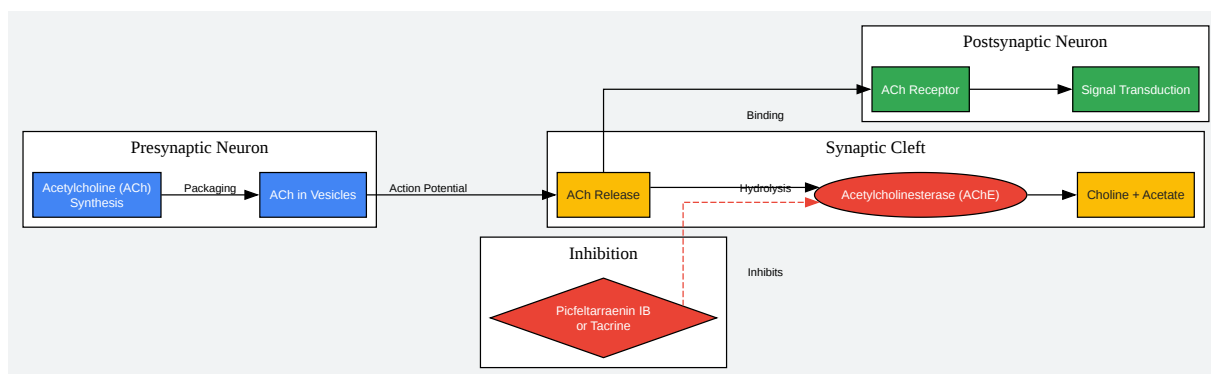 Postsynaptic Neuron
ACh Receptor
Signal Transduction
Binding
Presynaptic Neuron
Acetylcholine (ACh)
Synthesis
Packaging
ACh in Vesicles
Action Potential
Synaptic Cleft
ACh Release
Hydrolysis
Acetylcholinesterase (AChE)
Choline + Acetate
Inhibition
Picfeltarraenin IB
or Tacrine
Inhibits